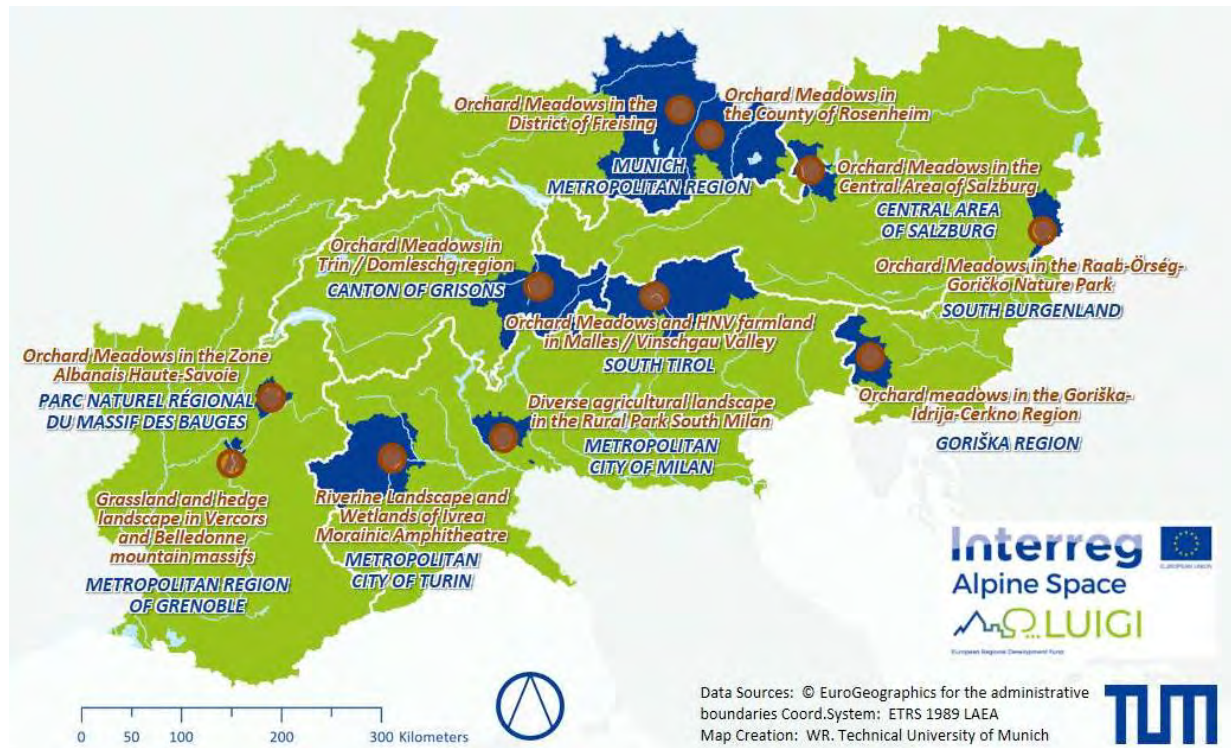 Orchard Meadows in the
District of Freising
Orchard Meadows in
the County of Rosenheim
MUNICH
METROPOLITAN REGION
Orchard Meadows in the
Central Area of Salzburg
CENTRAL AREA
OF SALZBURG
Orchard Meadows in
Trin / Domleschg region
CANTON OF GRISONS
Orchard Meadows in the Raab-Örség-
Goričko Nature Park
SOUTH BURGENLAND
Orchard Meadows and HNV farmland
in Malles / Vinschgau Valley
SOUTH TIROL
Orchard Meadows in the Zone
Albanais Haute-Savoie
PARC NATUREL RÉGIONAL
DU MASSIF DES BAUGES
Diverse agricultural landscape
in the Rural Park South Milan
METROPOLITAN
CITY OF MILAN
Orchard meadows in the Goriška-
Idrija-Cerkno Region
GORIŠKA REGION
Grassland and hedge
landscape in Vercors
and Belledonne
mountain massifs
METROPOLITAN REGION
OF GRENOBLE
Riverine Landscape and
Wetlands of Ivrea
Morainic Amphitheatre
METROPOLITAN
CITY OF TURIN
Interreg
EUROPEAN UNION
Alpine Space
LUIGI
European Regional Development Fund
0 50 100 200 300 Kilometers
Data Sources: © EuroGeographics for the administrative
boundaries Coord.System: ETRS 1989 LAEA
Map Creation: WR. Technical University of Munich
TUM